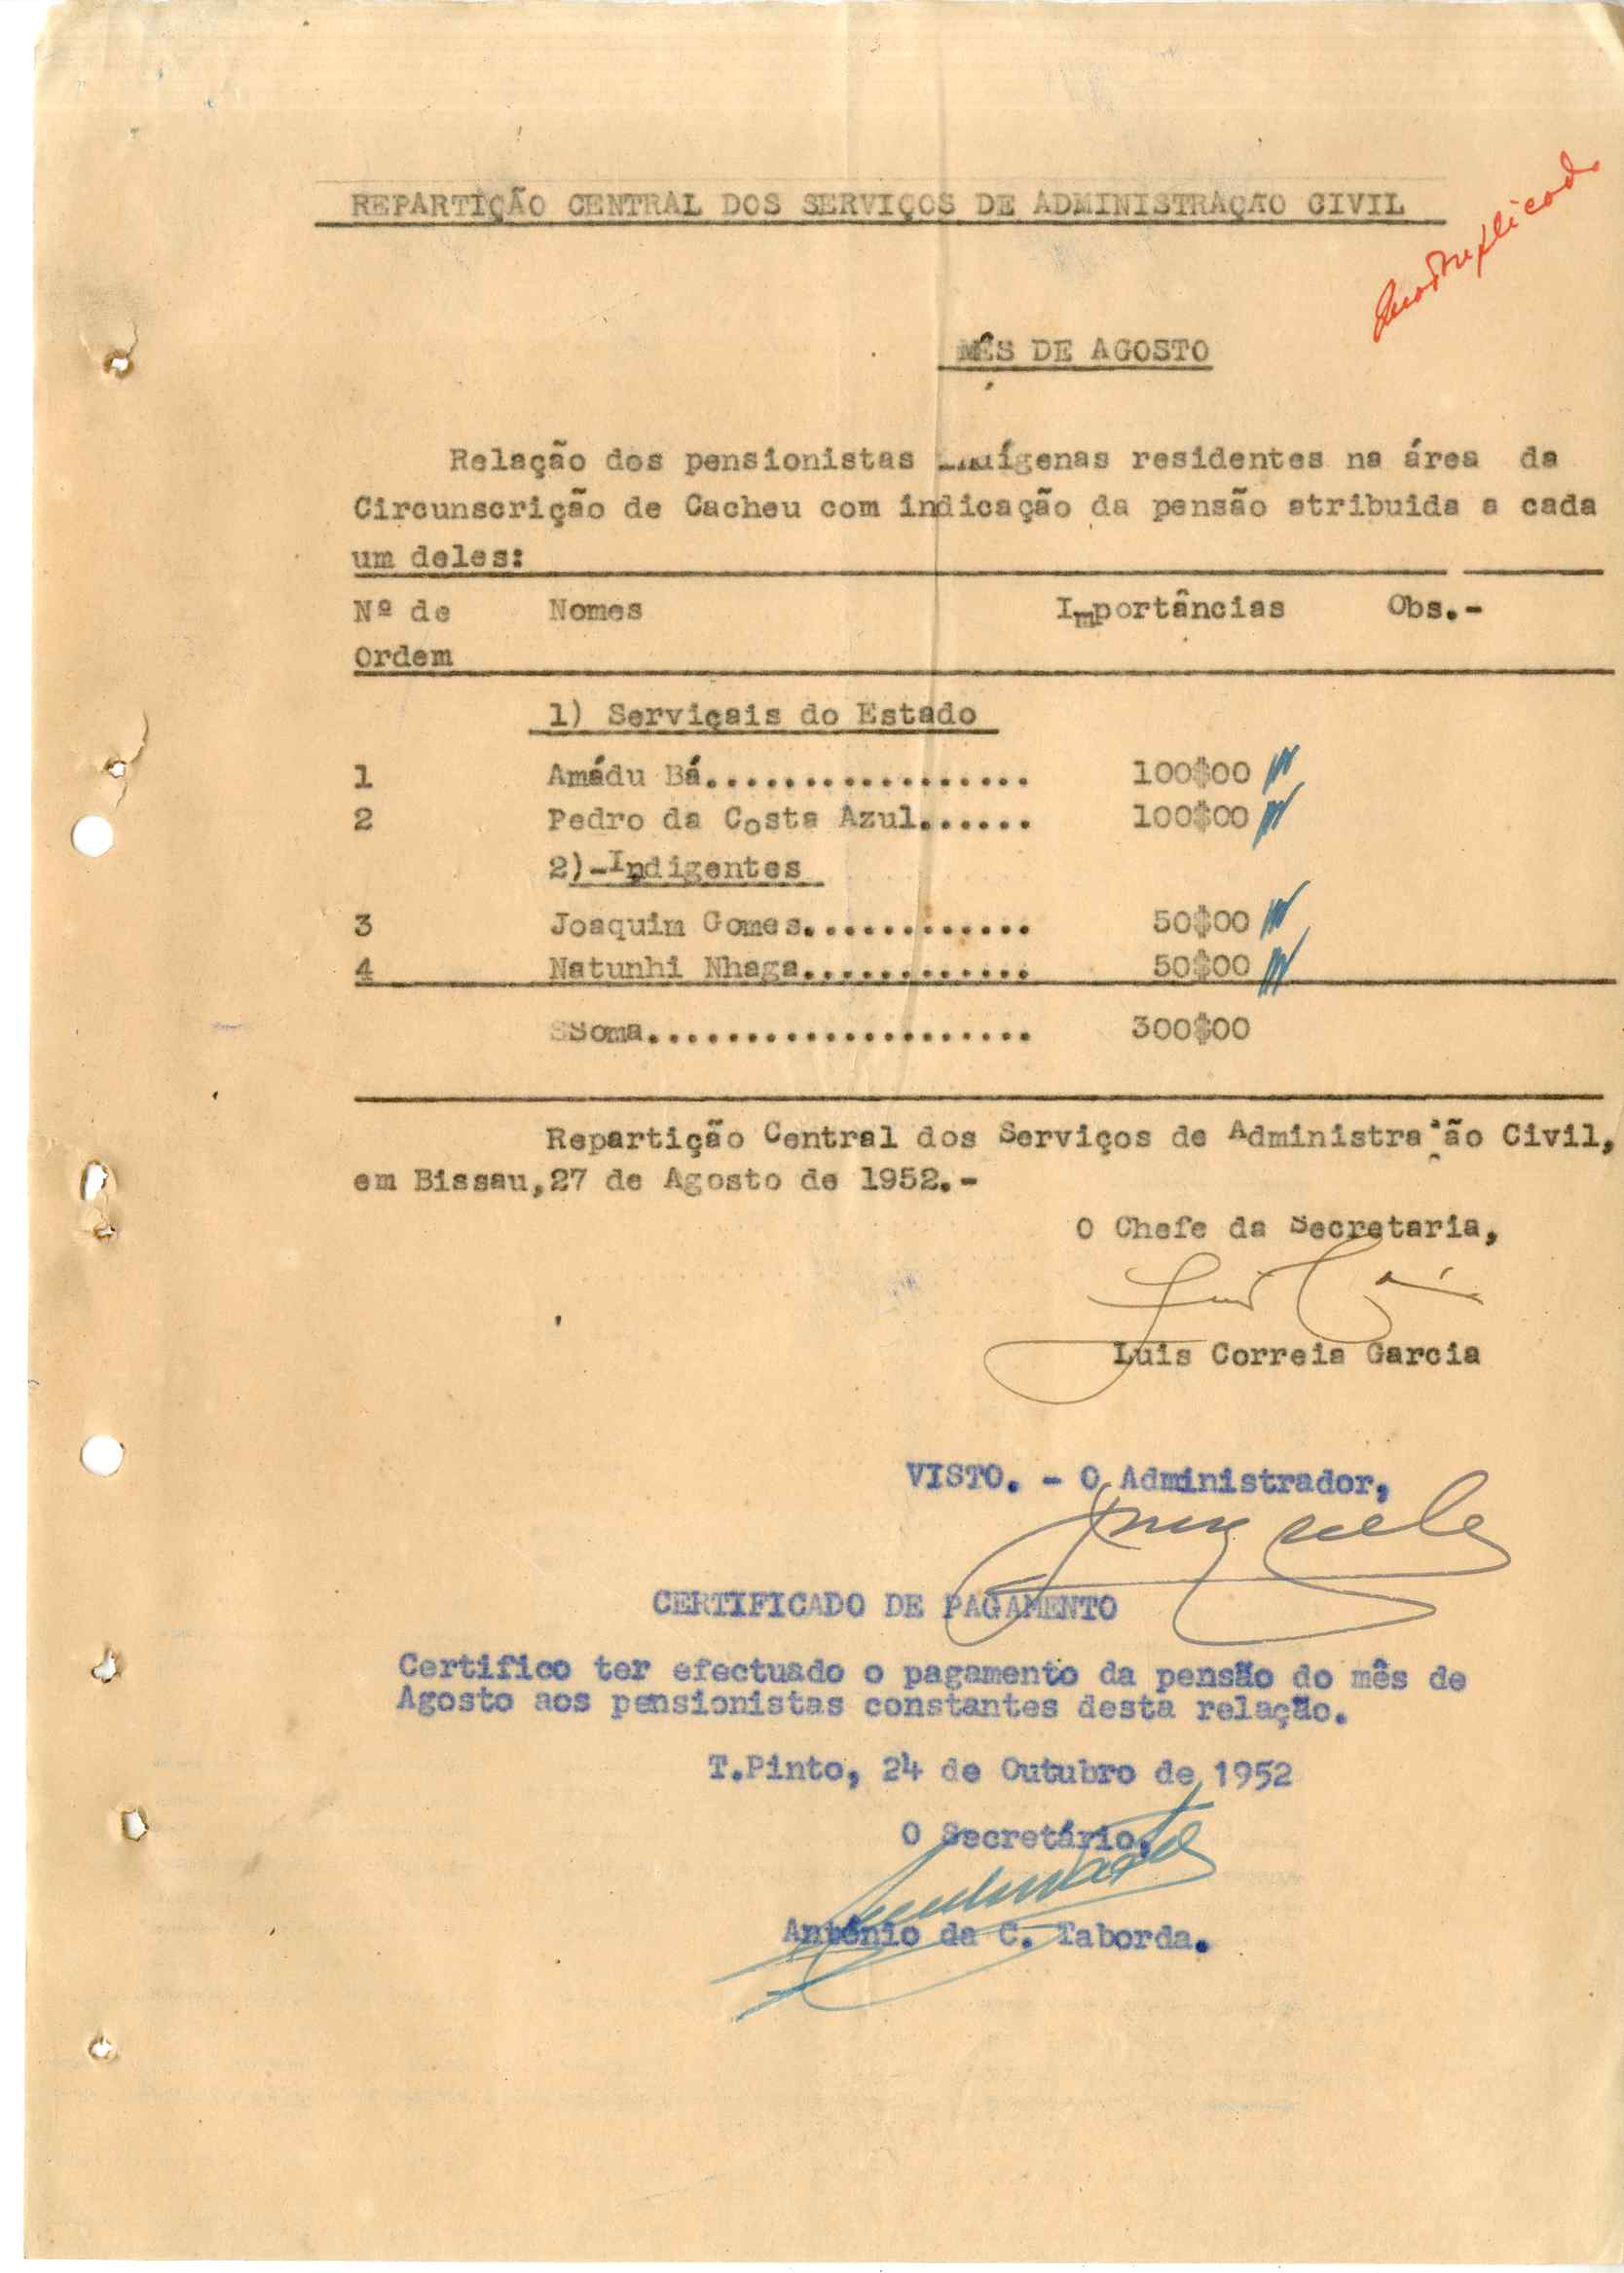 REPARTIÇÃO CENTRAL DOS SERVIÇOS DE ADMINISTRAÇÃO CIVIL
Quadruplicado
MÊS DE AGOSTO
Relação dos pensionistas indígenas residentes na área da
Circunscrição de Cacheu com indicação da pensão atribuida a cada
um deles:
Nº de Nomes Importâncias Obs.-
Ordem
1) Serviçais do Estado
1 Amádu Bá.................. 100$00
2 Pedro da Costa Azul...... 100$00
2)-Indigentes
3 Joaquim Gomes............ 50$00
4 Natunhi Nhaga............ 50$00
SSoma.................... 300$00
Repartição Central dos Serviços de Administra ão Civil,
em Bissau,27 de Agosto de 1952.-
O Chefe da Secretaria,
Luis Correia Garcia
VISTO. - O Administrador,
CERTIFICADO DE PAGAMENTO
Certifico ter efectuado o pagamento da pensão do mês de
Agosto aos pensionistas constantes desta relação.
T.Pinto, 24 de Outubro de 1952
O Secretário,
António da C. Taborda.